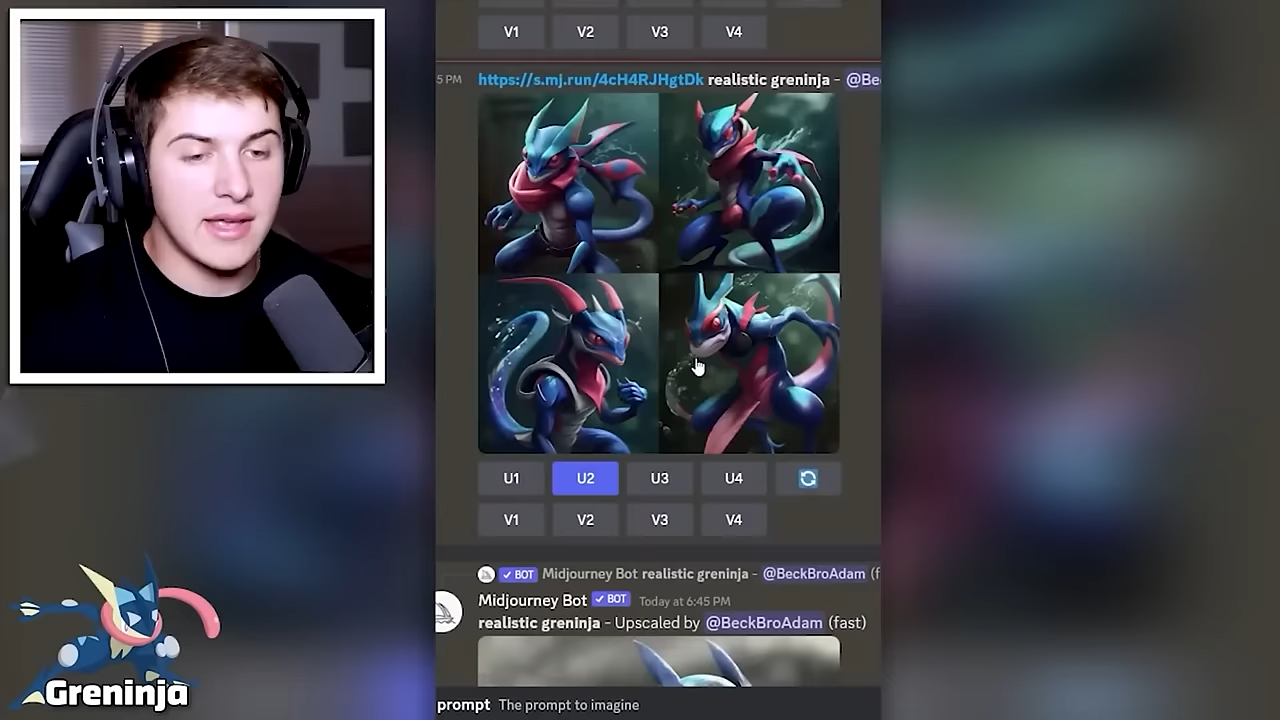 V1 V2 V3 V4
5 PM https://s.mj.run/4cH4RJHgtDk realistic greninja - @Bec
U1 U2 U3 U4
V1 V2 V3 V4
✓ BOT Midjourney Bot realistic greninja - @BeckBroAdam (f
Midjourney Bot ✓ BOT Today at 6:45 PM
realistic greninja - Upscaled by @BeckBroAdam (fast)
prompt The prompt to imagine
Greninja